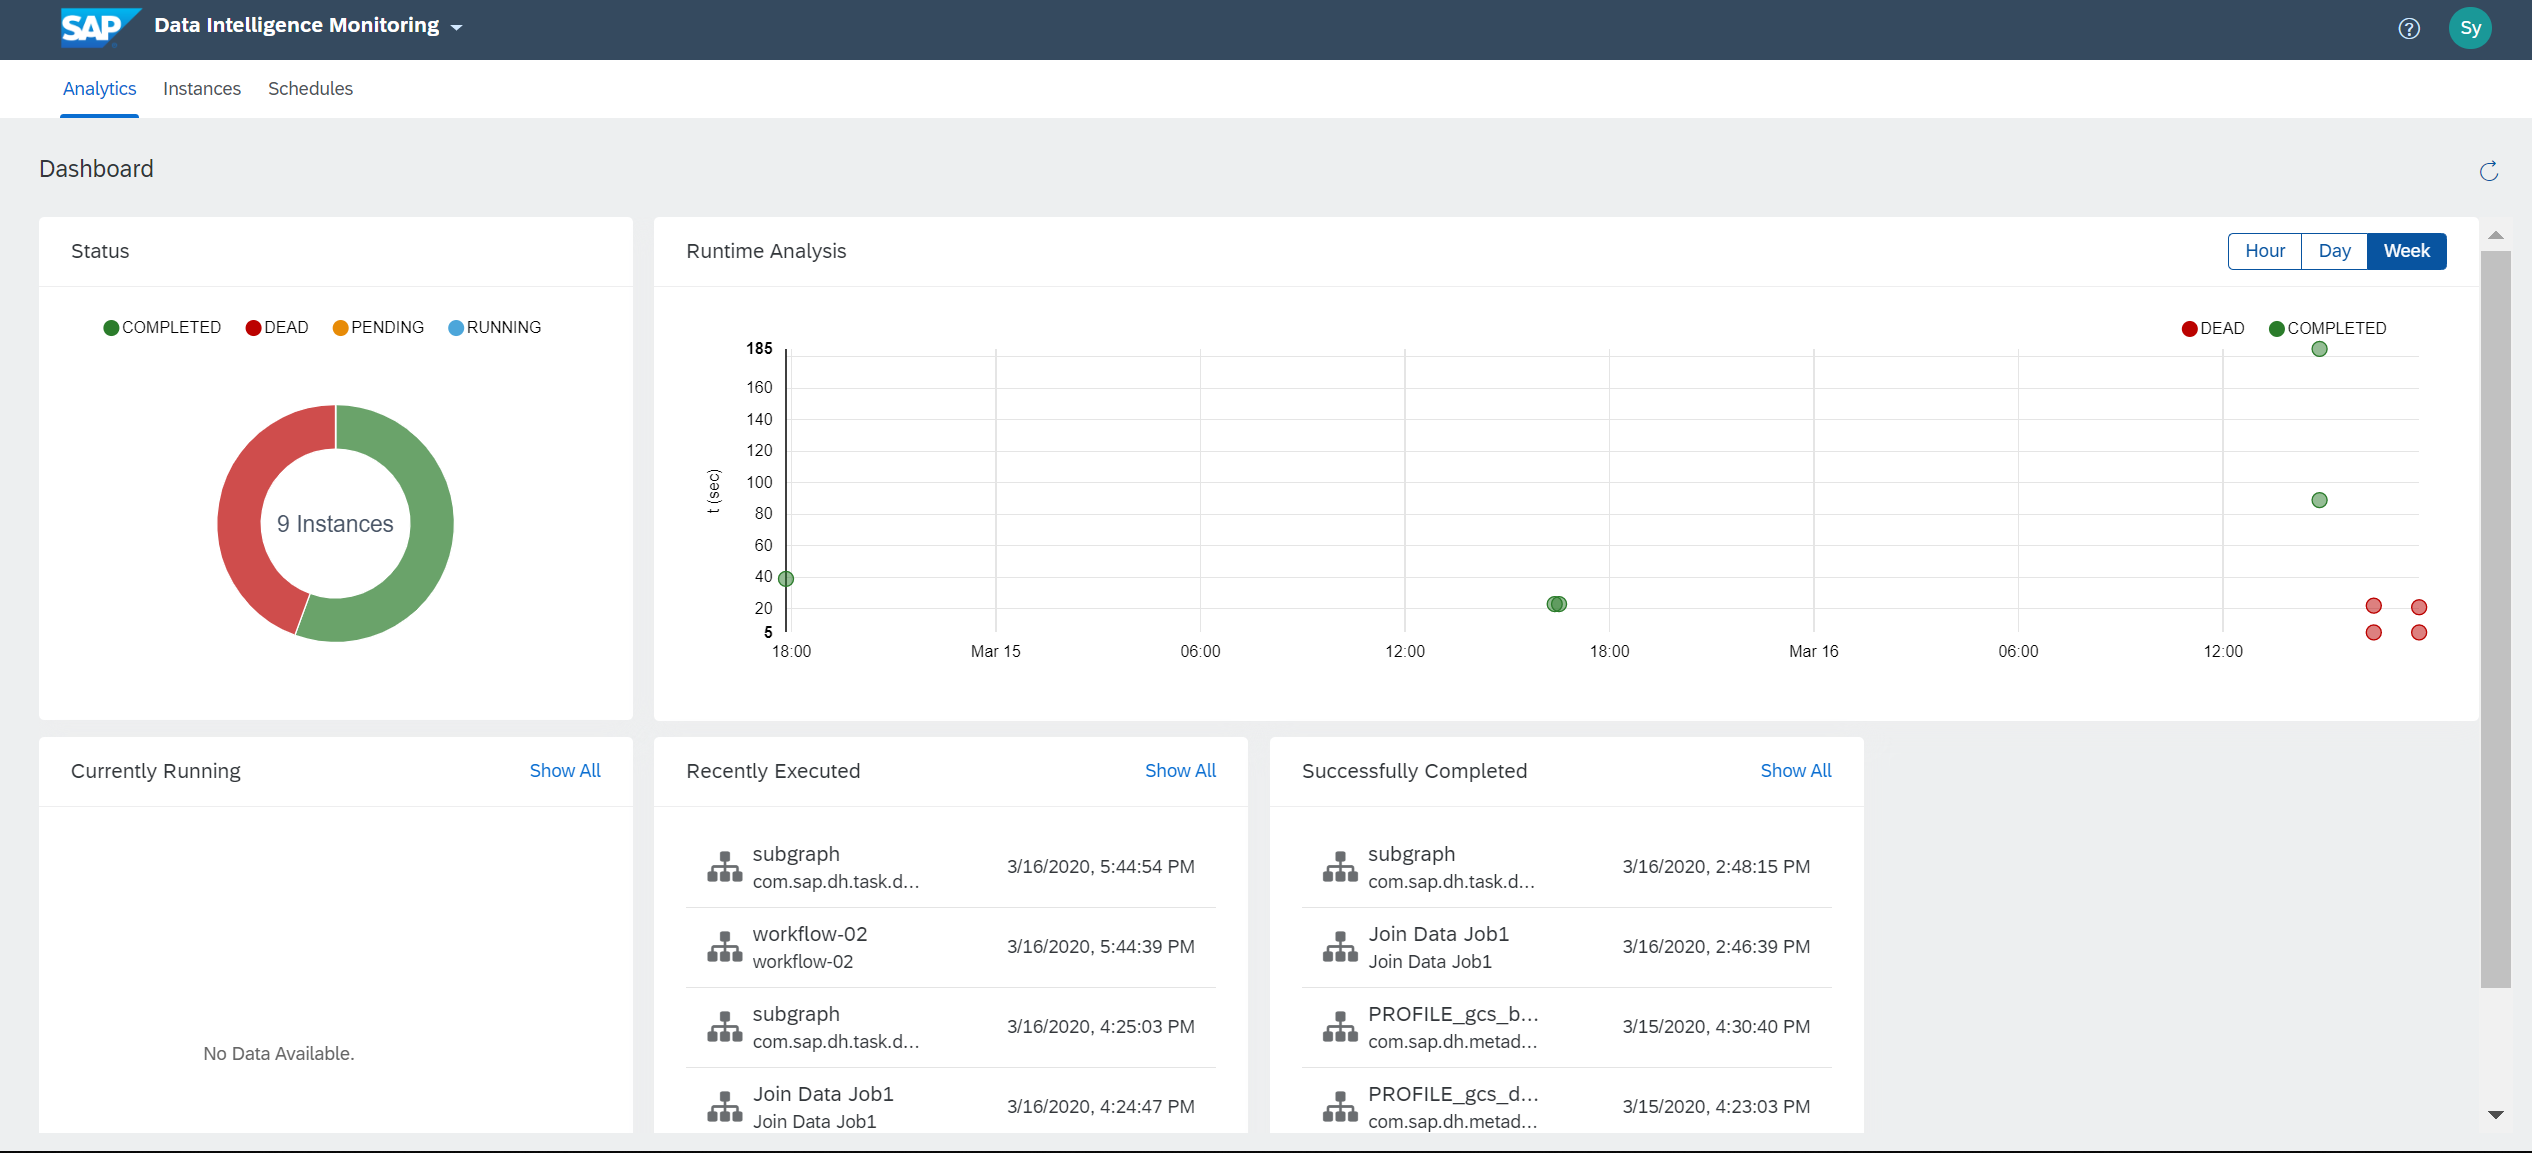 SAP Data Intelligence Monitoring
? Sy
Analytics Instances Schedules
Dashboard
Status
COMPLETED DEAD PENDING RUNNING
9 Instances
Runtime Analysis
Hour Day Week
DEAD COMPLETED
t (sec)
185
160
140
120
100
80
60
40
20
5
18:00 Mar 15 06:00 12:00 18:00 Mar 16 06:00 12:00
Currently Running Show All
No Data Available.
Recently Executed Show All
subgraph
com.sap.dh.task.d... 3/16/2020, 5:44:54 PM
workflow-02
workflow-02 3/16/2020, 5:44:39 PM
subgraph
com.sap.dh.task.d... 3/16/2020, 4:25:03 PM
Join Data Job1
Join Data Job1 3/16/2020, 4:24:47 PM
Successfully Completed Show All
subgraph
com.sap.dh.task.d... 3/16/2020, 2:48:15 PM
Join Data Job1
Join Data Job1 3/16/2020, 2:46:39 PM
PROFILE_gcs_b...
com.sap.dh.metad... 3/15/2020, 4:30:40 PM
PROFILE_gcs_d...
com.sap.dh.metad... 3/15/2020, 4:23:03 PM